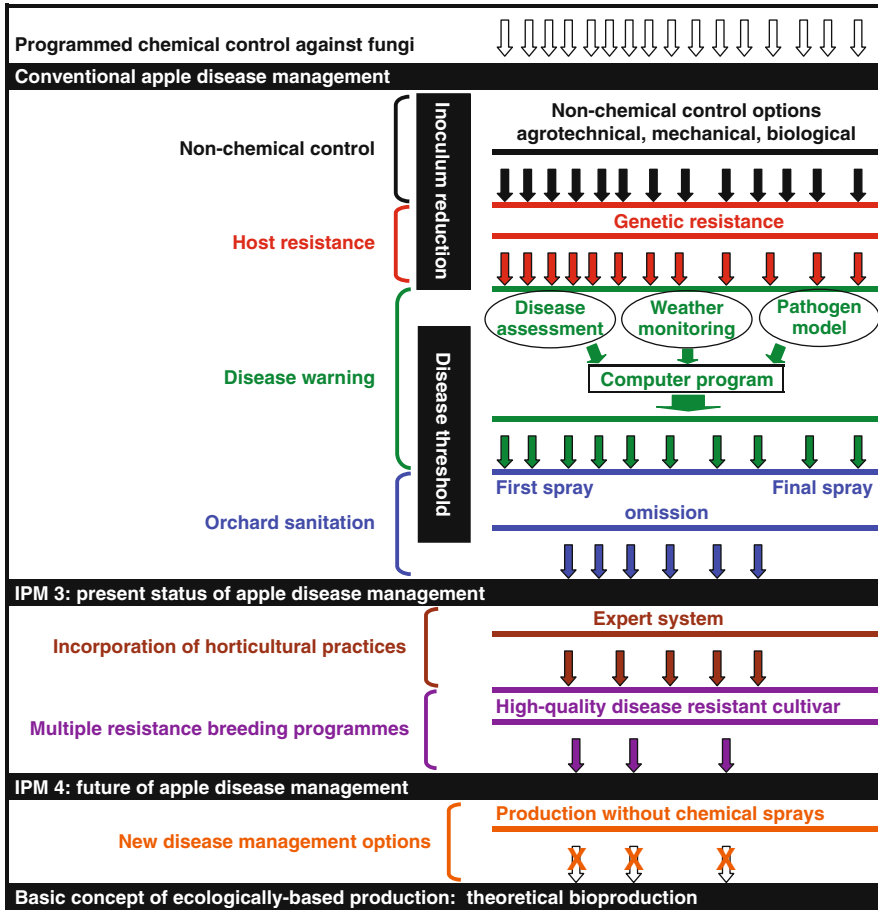 Programmed chemical control against fungi
Conventional apple disease management
Non-chemical control options
agrotechnical, mechanical, biological
Non-chemical control
Inoculum reduction
Genetic resistance
Host resistance
Disease
assessment
Weather
monitoring
Pathogen
model
Disease warning
Disease threshold
Computer program
First spray
Final spray
Orchard sanitation
omission
IPM 3: present status of apple disease management
Expert system
Incorporation of horticultural practices
High-quality disease resistant cultivar
Multiple resistance breeding programmes
IPM 4: future of apple disease management
Production without chemical sprays
New disease management options
X X X
Basic concept of ecologically-based production: theoretical bioproduction